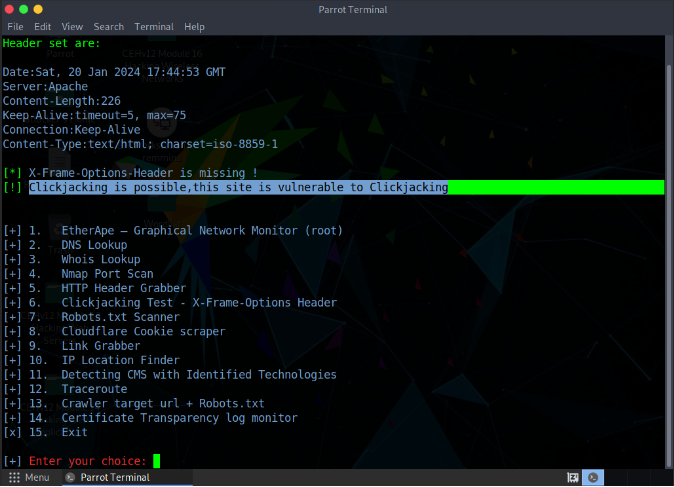 Parrot Terminal
File Edit View Search Terminal Help
Header set are:
Date:Sat, 20 Jan 2024 17:44:53 GMT
Server:Apache
Content-Length:226
Keep-Alive:timeout=5, max=75
Connection:Keep-Alive
Content-Type:text/html; charset=iso-8859-1
[*] X-Frame-Options-Header is missing !
[!] Clickjacking is possible,this site is vulnerable to Clickjacking
[+] 1. EtherApe – Graphical Network Monitor (root)
[+] 2. DNS Lookup
[+] 3. Whois Lookup
[+] 4. Nmap Port Scan
[+] 5. HTTP Header Grabber
[+] 6. Clickjacking Test - X-Frame-Options Header
[+] 7. Robots.txt Scanner
[+] 8. Cloudflare Cookie scraper
[+] 9. Link Grabber
[+] 10. IP Location Finder
[+] 11. Detecting CMS with Identified Technologies
[+] 12. Traceroute
[+] 13. Crawler target url + Robots.txt
[+] 14. Certificate Transparency log monitor
[x] 15. Exit
[+] Enter your choice:
Menu Parrot Terminal